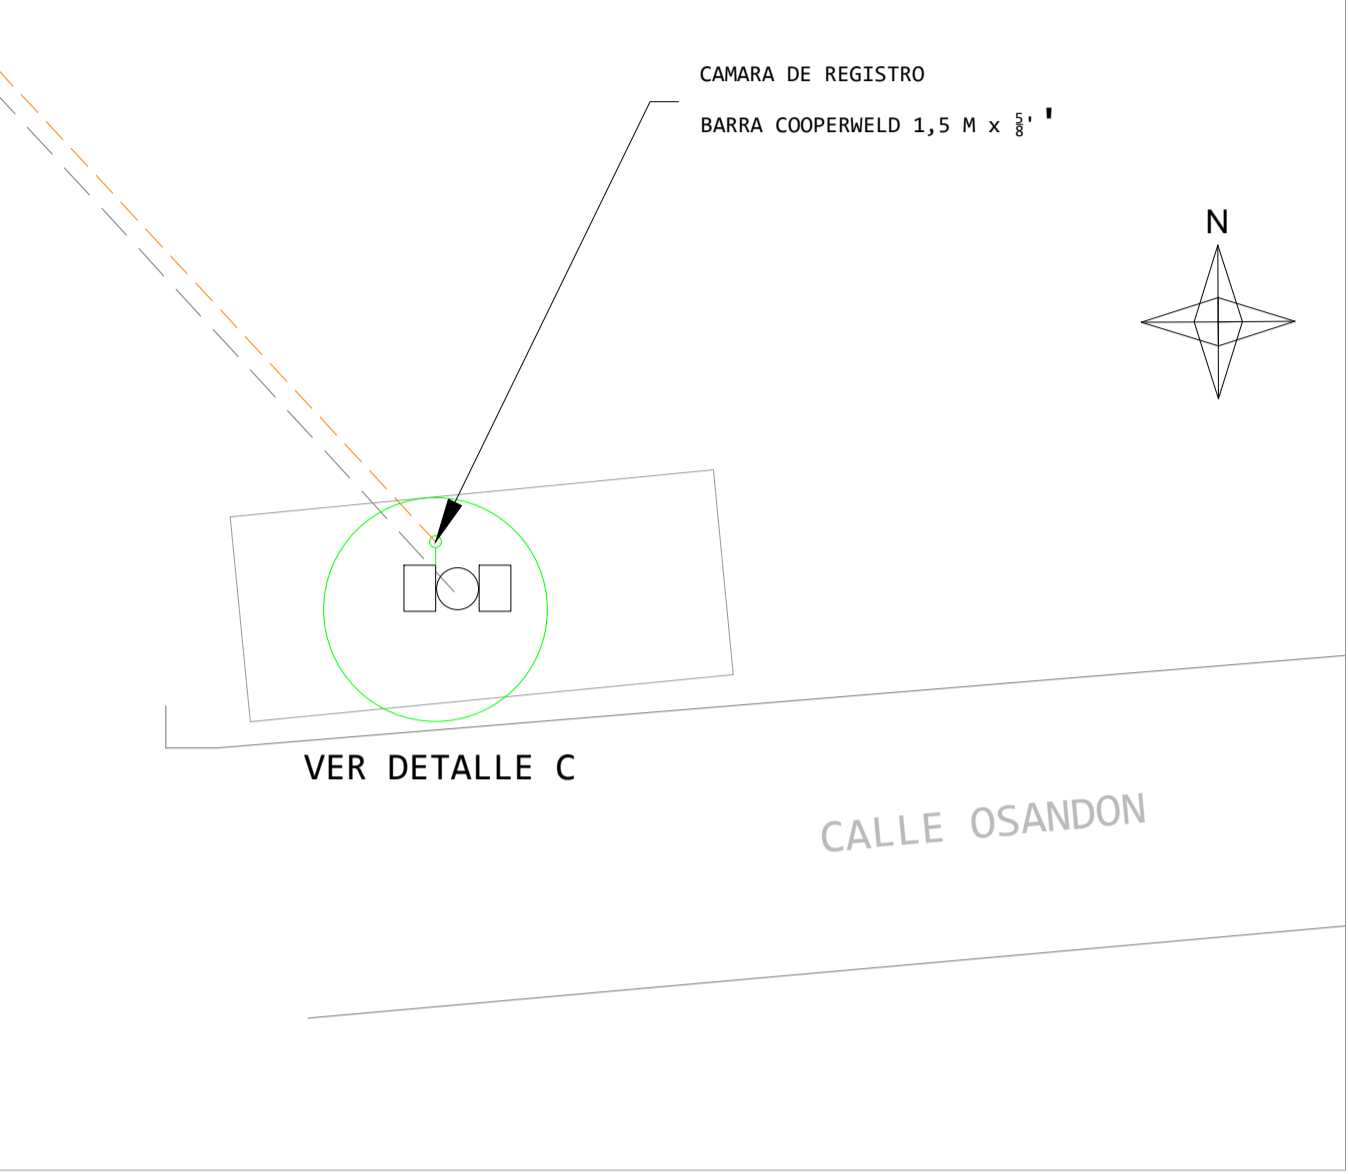 CAMARA DE REGISTRO
BARRA COOPERWELD 1,5 M x ⅝''
N
VER DETALLE C
CALLE OSANDON